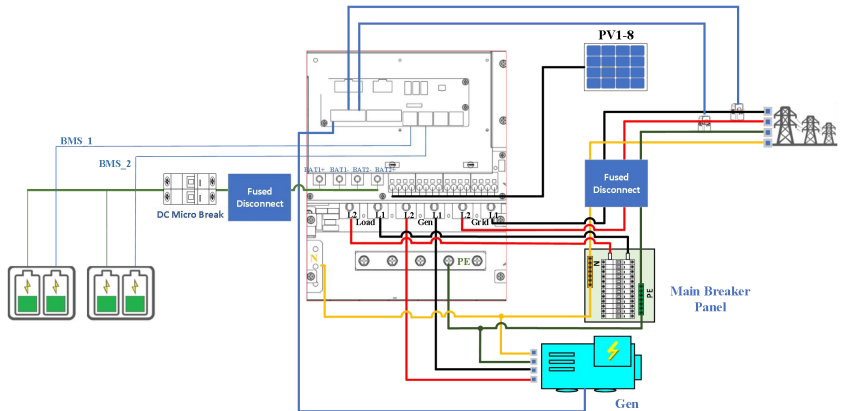 PV1-8
BMS_1
BMS_2
BAT1+ BAT1- BAT2- BAT2+
DC Micro Break
Fused
Disconnect
Fused
Disconnect
L2 L1 L2 L1 L2 L1
Load Gen Grid
N
PE
N
PE
Main Breaker
Panel
Gen